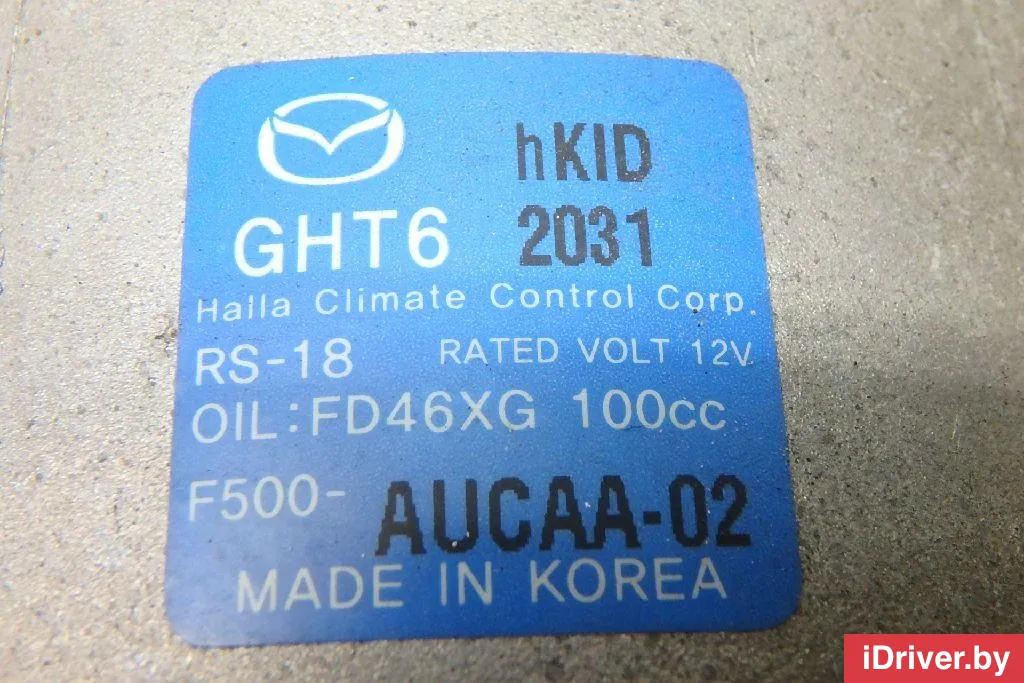 hKID
GHT6 2031
Halla Climate Control Corp.
RS-18 RATED VOLT 12V
OIL:FD46XG 100cc
F500- AUCAA-02
MADE IN KOREA
iDriver.by